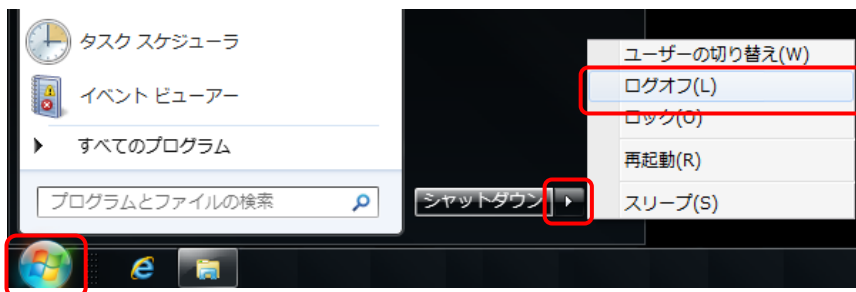 タスク スケジューラ
イベント ビューアー
すべてのプログラム
プログラムとファイルの検索
シャットダウン
ユーザーの切り替え(W)
ログオフ(L)
ロック(O)
再起動(R)
スリープ(S)